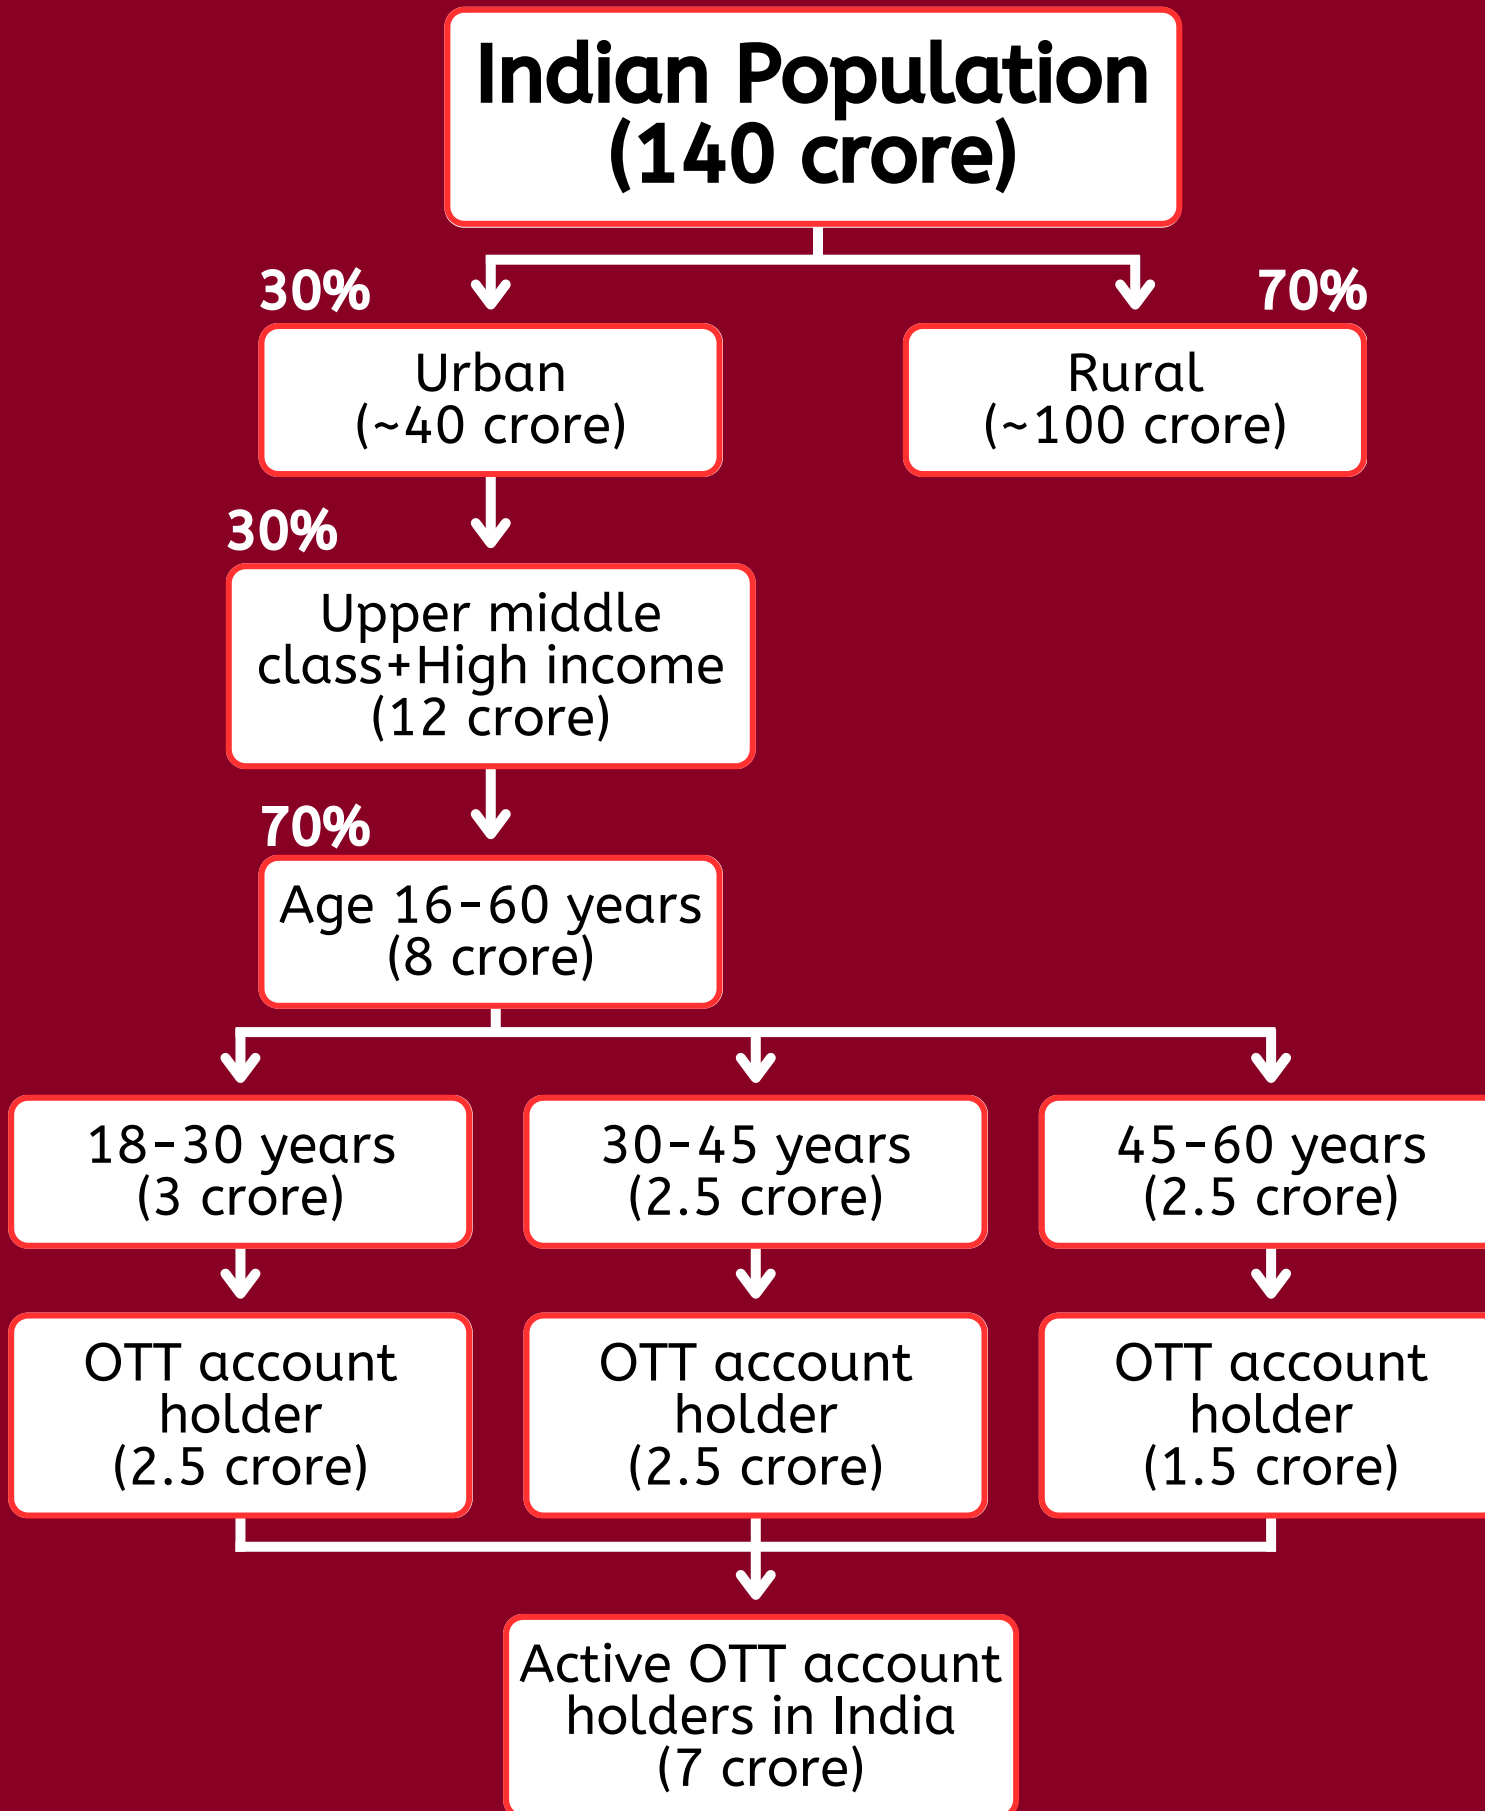 Indian Population
(140 crore)
30%
70%
Urban
(~40 crore)
Rural
(~100 crore)
30%
Upper middle
class+High income
(12 crore)
70%
Age 16-60 years
(8 crore)
18-30 years
(3 crore)
30-45 years
(2.5 crore)
45-60 years
(2.5 crore)
OTT account
holder
(2.5 crore)
OTT account
holder
(2.5 crore)
OTT account
holder
(1.5 crore)
Active OTT account
holders in India
(7 crore)